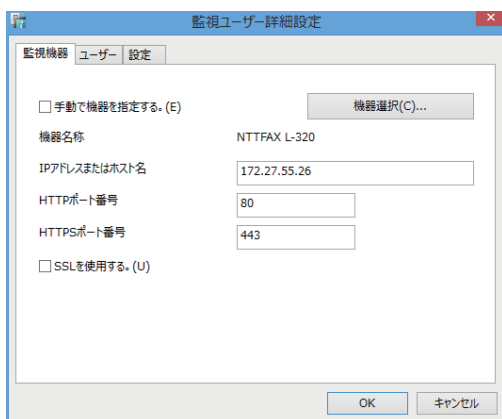 監視ユーザー詳細設定
監視機器 ユーザー 設定
手動で機器を指定する。(E) 機器選択(C)...
機器名称 NTTFAX L-320
IPアドレスまたはホスト名 172.27.55.26
HTTPポート番号 80
HTTPSポート番号 443
SSLを使用する。(U)
OK キャンセル